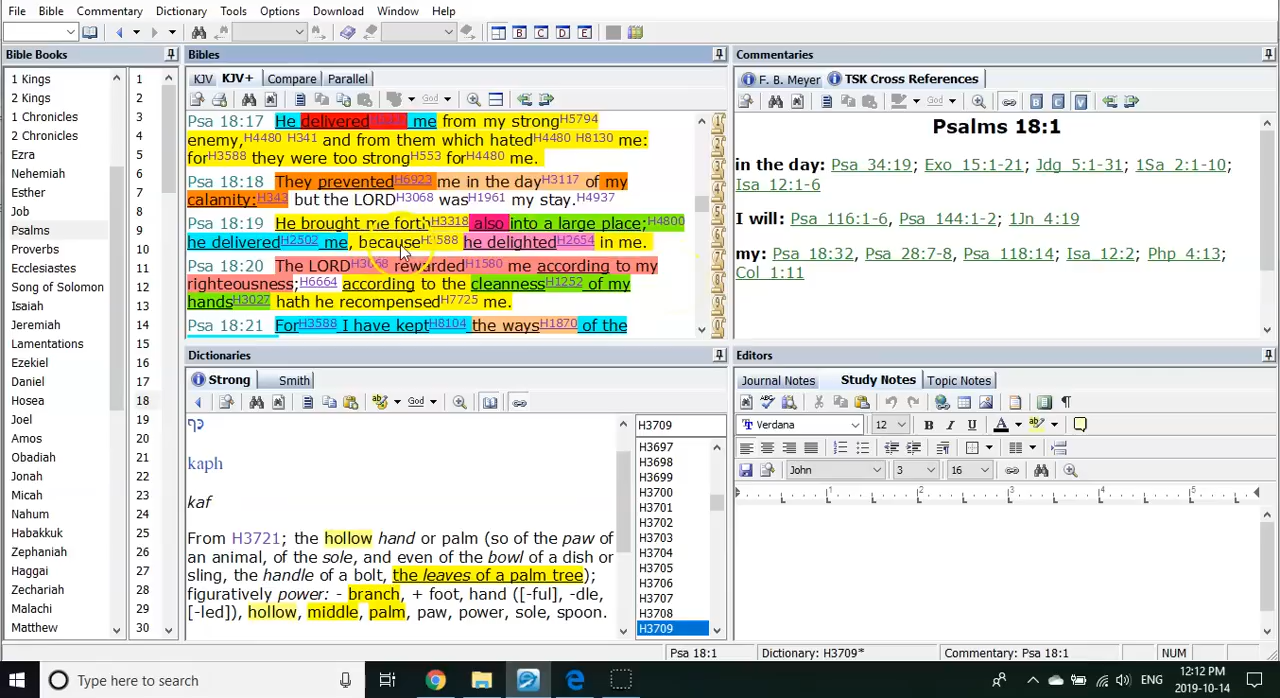 File Bible Commentary Dictionary Tools Options Download Window Help
B C D E
Bible Books
1 Kings
2 Kings
1 Chronicles
2 Chronicles
Ezra
Nehemiah
Esther
Job
Psalms
Proverbs
Ecclesiastes
Song of Solomon
Isaiah
Jeremiah
Lamentations
Ezekiel
Daniel
Hosea
Joel
Amos
Obadiah
Jonah
Micah
Nahum
Habakkuk
Zephaniah
Haggai
Zechariah
Malachi
Matthew
1
2
3
4
5
6
7
8
9
10
11
12
13
14
15
16
17
18
19
20
21
22
23
24
25
26
27
28
29
30
Bibles
KJV KJV+ Compare Parallel
God
Psa 18:17 He delivered me from my strongH5794
enemy,H4480 H341 and from them which hatedH4480 H8130 me:
forH3588 they were too strongH553 forH4480 me.
Psa 18:18 They preventedH6923 me in the dayH3117 of my
calamity:H343 but the LORDH3068 wasH1961 my stay.H4937
Psa 18:19 He brought me forthH3318 also into a large place;H4800
he deliveredH2502 me, becauseH3588 he delightedH2654 in me.
Psa 18:20 The LORDH3068 rewardedH1580 me according to my
righteousness;H6664 according to the cleannessH1252 of my
handsH3027 hath he recompensedH7725 me.
Psa 18:21 ForH3588 I have keptH8104 the waysH1870 of the
Commentaries
F. B. Meyer TSK Cross References
God B C V
Psalms 18:1
in the day: Psa 34:19; Exo 15:1-21; Jdg 5:1-31; 1Sa 2:1-10;
Isa 12:1-6
I will: Psa 116:1-6, Psa 144:1-2; 1Jn 4:19
my: Psa 18:32, Psa 28:7-8, Psa 118:14; Isa 12:2; Php 4:13;
Col 1:11
Dictionaries
Strong Smith
God
כּף
kaph
kaf
From H3721; the hollow hand or palm (so of the paw of
an animal, of the sole, and even of the bowl of a dish or
sling, the handle of a bolt, the leaves of a palm tree);
figuratively power: - branch, + foot, hand ([-ful], -dle,
[-led]), hollow, middle, palm, paw, power, sole, spoon.
H3709
H3697
H3698
H3699
H3700
H3701
H3702
H3703
H3704
H3705
H3706
H3707
H3708
H3709
Editors
Journal Notes Study Notes Topic Notes
Verdana 12 B I U A
John 3 16
1 2 3 4 5
Psa 18:1 Dictionary: H3709* Commentary: Psa 18:1 NUM
Type here to search
ENG 12:12 PM
2019-10-14